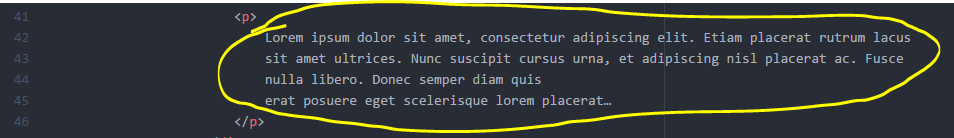 41 <p>
42 Lorem ipsum dolor sit amet, consectetur adipiscing elit. Etiam placerat rutrum lacus
43 sit amet ultrices. Nunc suscipit cursus urna, et adipiscing nisl placerat ac. Fusce
44 nulla libero. Donec semper diam quis
45 erat posuere eget scelerisque lorem placerat…
46 </p>